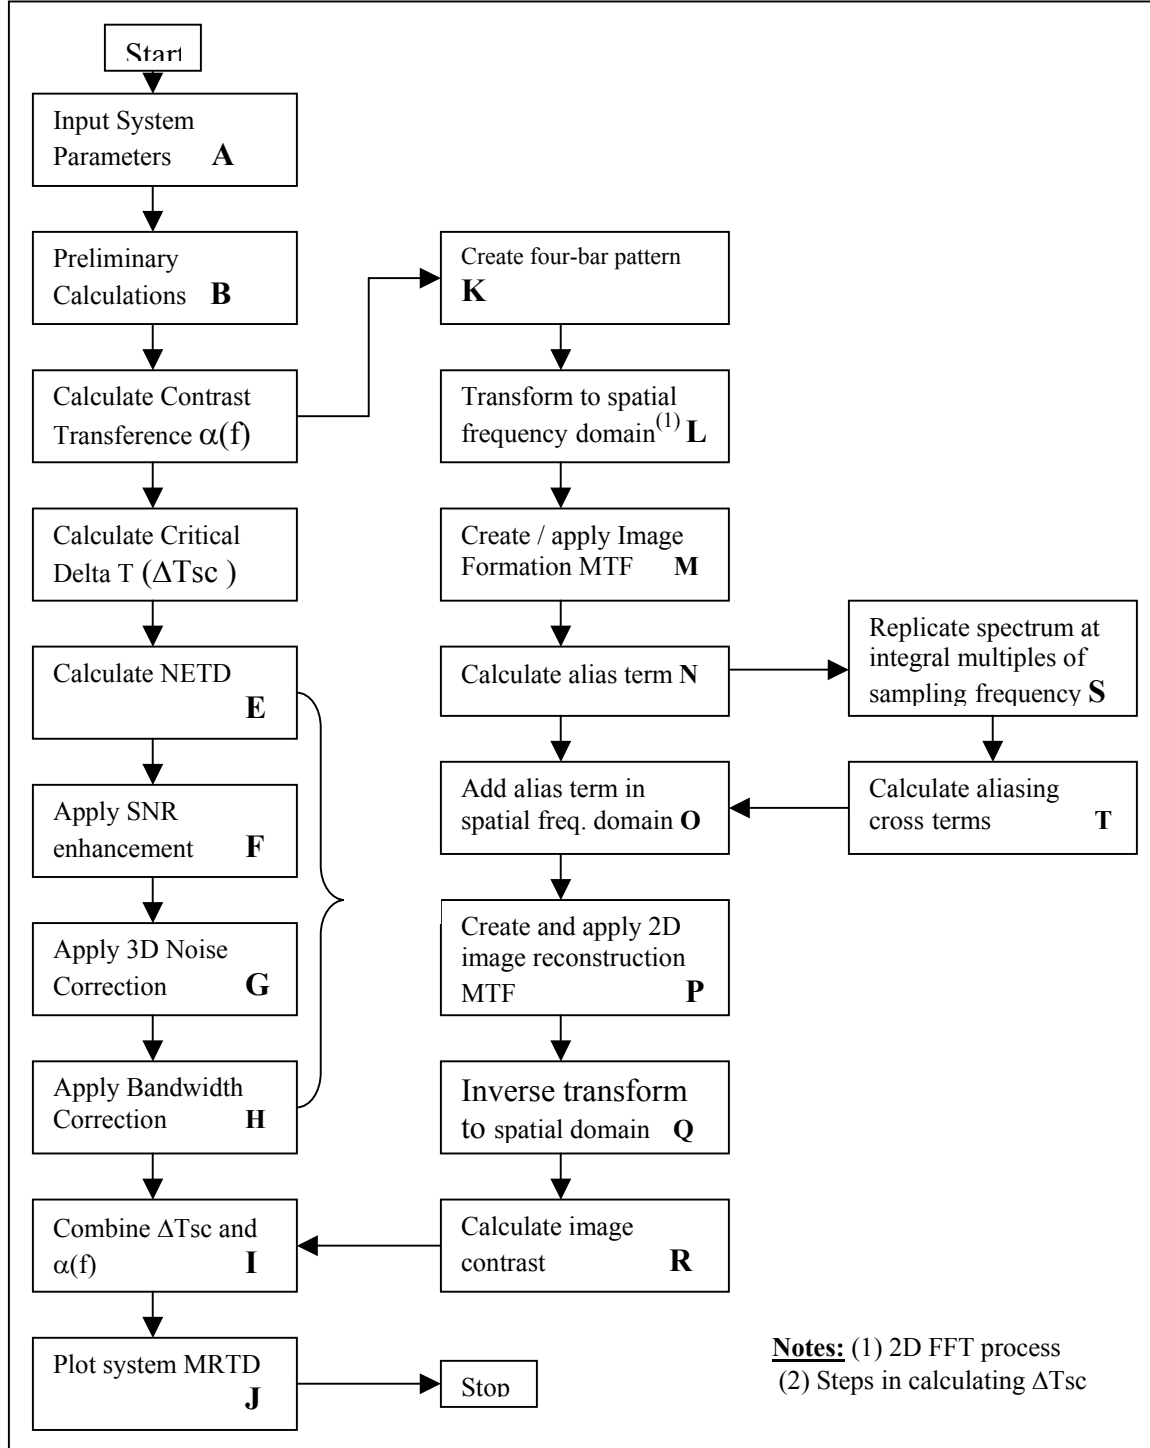 Start
Input System
Parameters A
Preliminary
Calculations B
Calculate Contrast
Transference α(f)
Calculate Critical
Delta T (ΔTsc )
Calculate NETD
E
Apply SNR
enhancement F
Apply 3D Noise
Correction G
Apply Bandwidth
Correction H
Combine ΔTsc and
α(f) I
Plot system MRTD
J
Stop
Create four-bar pattern
K
Transform to spatial
frequency domain(1) L
Create / apply Image
Formation MTF M
Calculate alias term N
Add alias term in
spatial freq. domain O
Create and apply 2D
image reconstruction
MTF P
Inverse transform
to spatial domain Q
Calculate image
contrast R
Replicate spectrum at
integral multiples of
sampling frequency S
Calculate aliasing
cross terms T
Notes: (1) 2D FFT process
(2) Steps in calculating ΔTsc